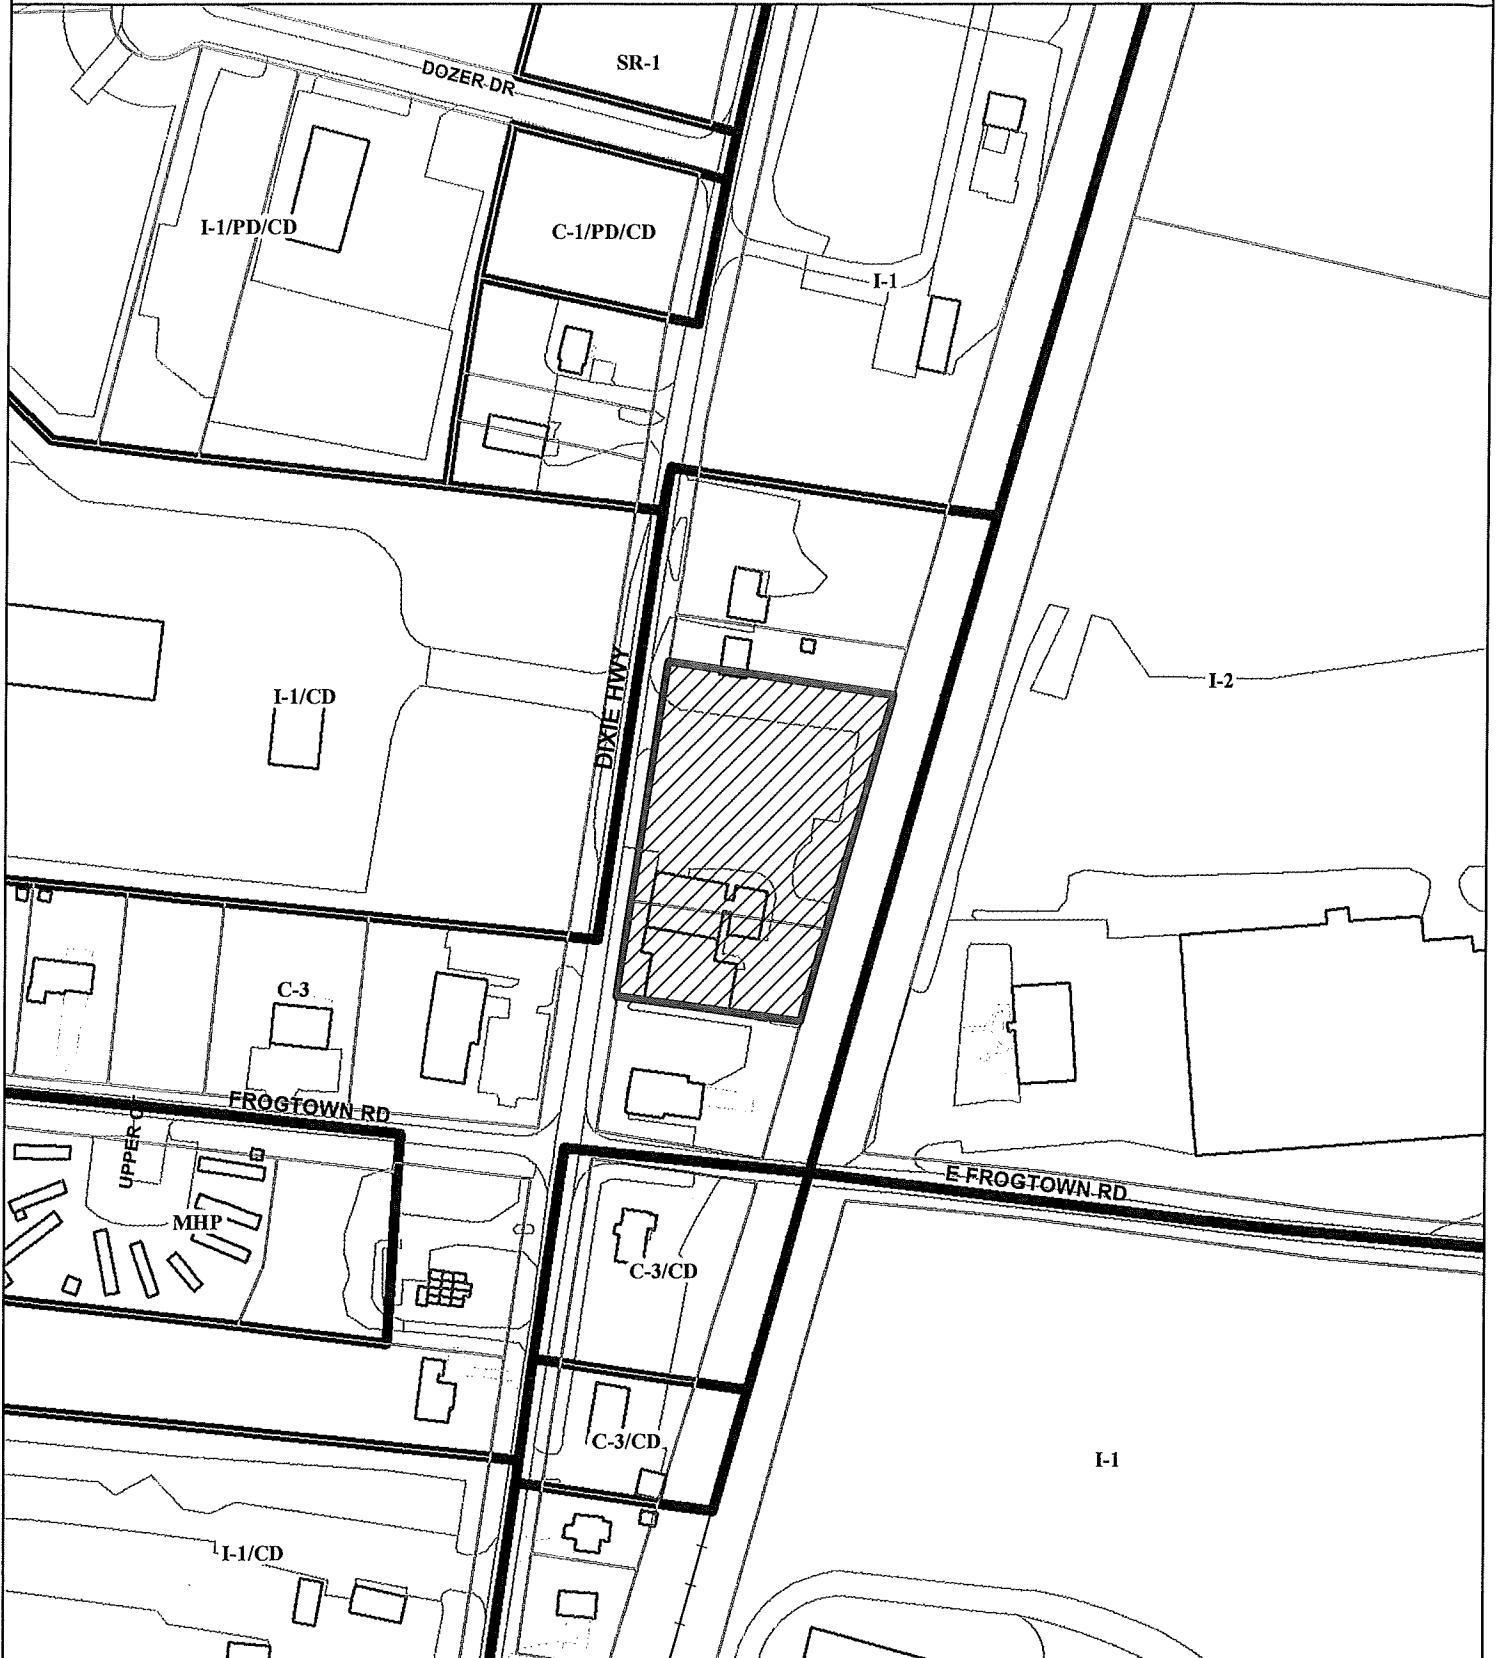 SR-1
DOZER DR
I-1/PD/CD
C-1/PD/CD
I-1
DIXIE HWY
I-2
I-1/CD
C-3
FROGTOWN RD
UPPER C
E FROGTOWN RD
MHP
C-3/CD
C-3/CD
I-1
I-1/CD